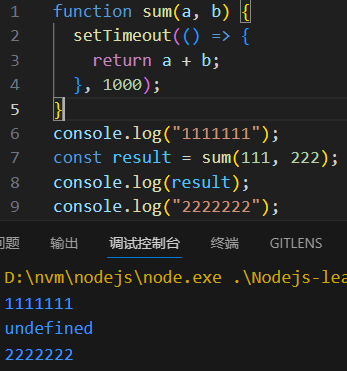 1 function sum(a, b) {
2   setTimeout(() => {
3     return a + b;
4   }, 1000);
5 }
6 console.log("1111111");
7 const result = sum(111, 222);
8 console.log(result);
9 console.log("2222222");
问题 输出 调试控制台 终端 GITLENS
D:\nvm\nodejs\node.exe .\Nodejs-lea
1111111
undefined
2222222